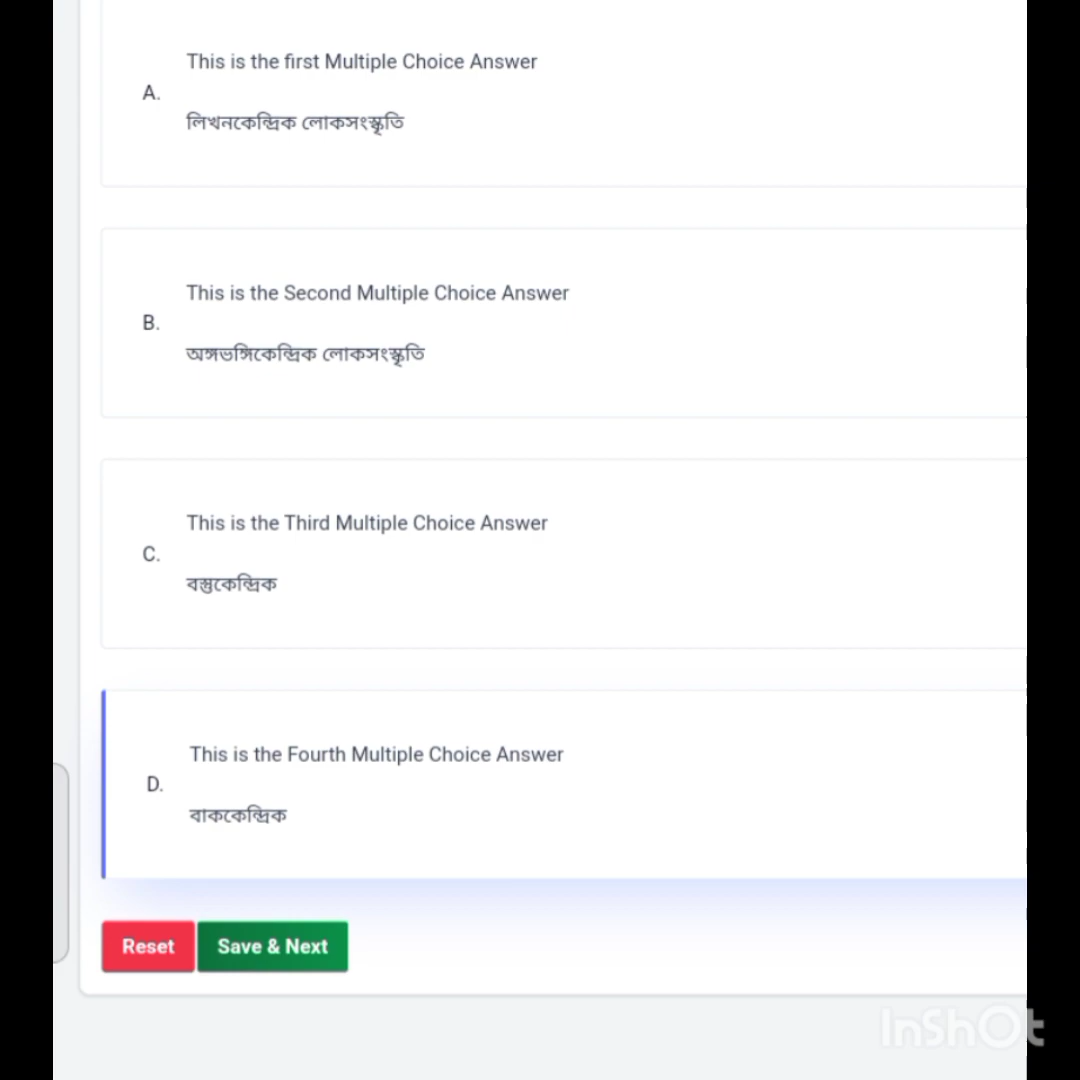 This is the first Multiple Choice Answer
A.
লিখনকেন্দ্রিক লোকসংস্কৃতি
This is the Second Multiple Choice Answer
B.
অঙ্গভঙ্গিকেন্দ্রিক লোকসংস্কৃতি
This is the Third Multiple Choice Answer
C.
বস্তুকেন্দ্রিক
This is the Fourth Multiple Choice Answer
D.
বাককেন্দ্রিক
Reset Save & Next
InShOt